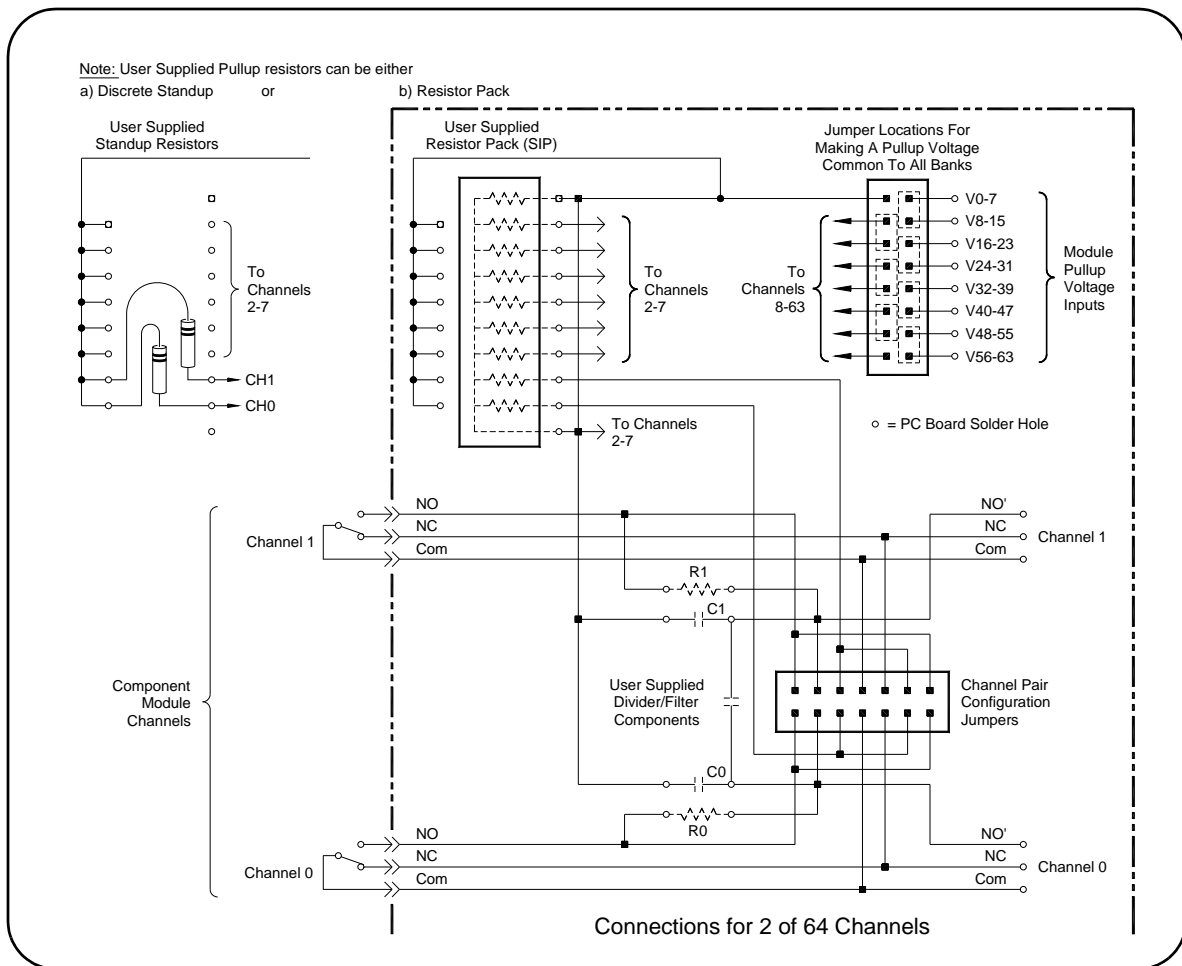 Note: User Supplied Pullup resistors can be either
a) Discrete Standup or b) Resistor Pack
User Supplied
Standup Resistors
To
Channels
2-7
CH1
CH0
User Supplied
Resistor Pack (SIP)
To
Channels
2-7
To Channels
2-7
Jumper Locations For
Making A Pullup Voltage
Common To All Banks
To
Channels
8-63
V0-7
V8-15
V16-23
V24-31
V32-39
V40-47
V48-55
V56-63
Module
Pullup
Voltage
Inputs
= PC Board Solder Hole
Component
Module
Channels
Channel 1
NO
NC
Com
NO'
NC
Com
Channel 1
R1
C1
User Supplied
Divider/Filter
Components
Channel Pair
Configuration
Jumpers
C0
R0
Channel 0
NO
NC
Com
NO'
NC
Com
Channel 0
Connections for 2 of 64 Channels